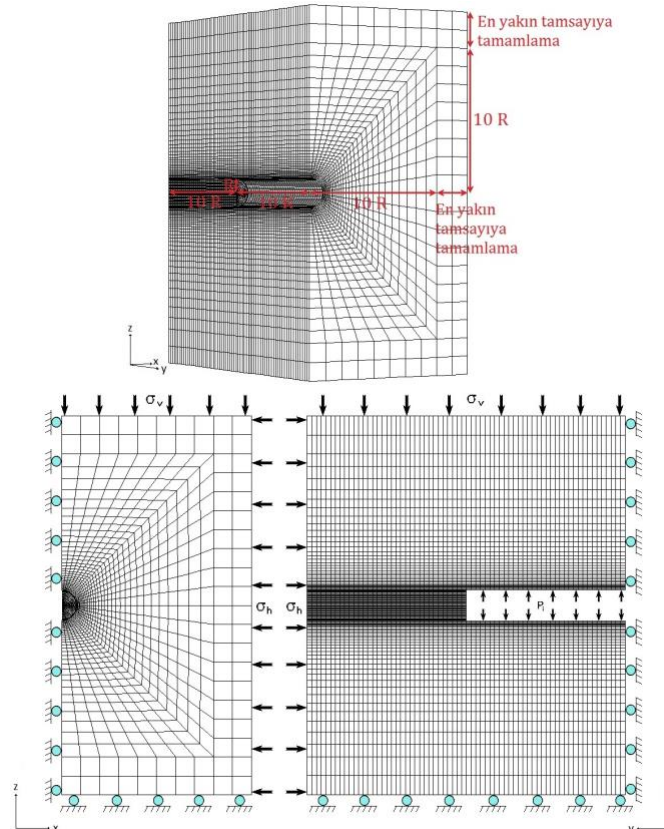 En yakın tamsayıya
tamamlama
10 R
10 R
10 R
10 R
En yakın
tamsayıya
tamamlama
z
x
y
σv
σv
σh
σh
Pi
z
x
y